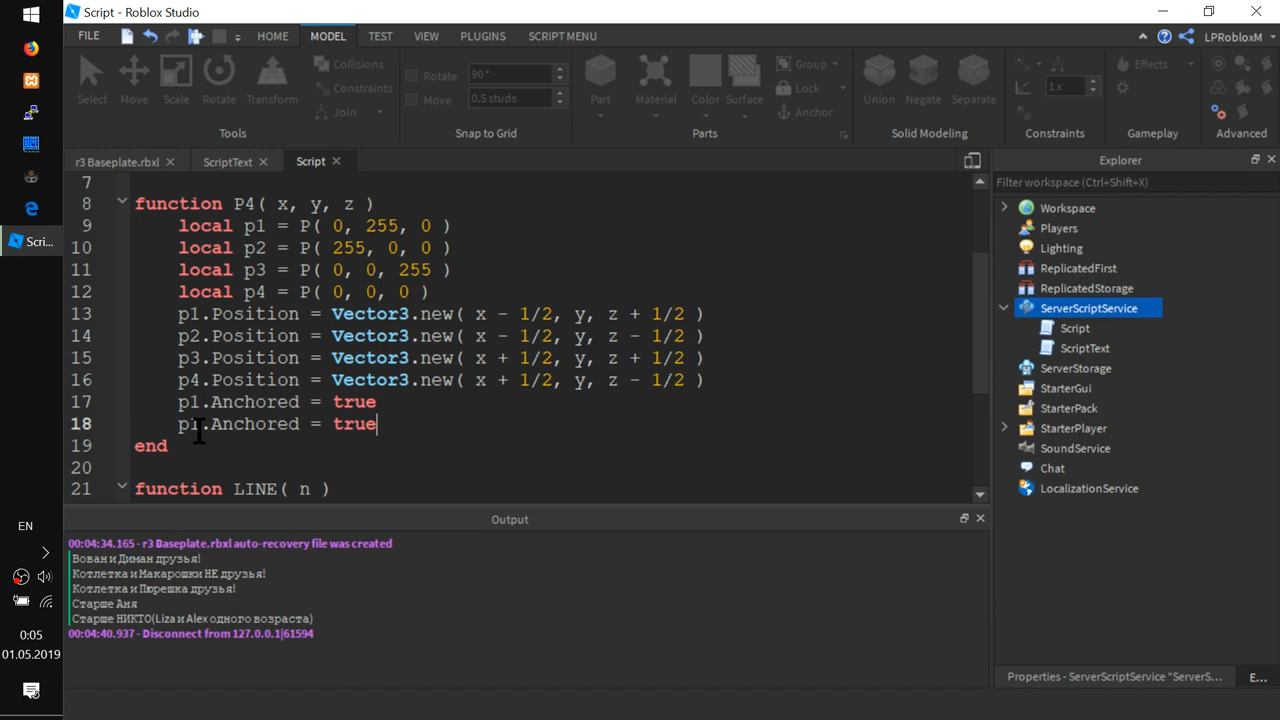 Script - Roblox Studio
FILE HOME MODEL TEST VIEW PLUGINS SCRIPT MENU LPRobloxM
Select Move Scale Rotate Transform
Collisions
Constraints
Join
Tools
Rotate 90°
Move 0.5 studs
Snap to Grid
Part Material Color Surface
Group
Lock
Anchor
Parts
Union Negate Separate
Solid Modeling
1 x
Constraints
Effects
Gameplay
Advanced
r3 Baseplate.rbxl ScriptText Script
7
8 function P4( x, y, z )
9 local p1 = P( 0, 255, 0 )
10 local p2 = P( 255, 0, 0 )
11 local p3 = P( 0, 0, 255 )
12 local p4 = P( 0, 0, 0 )
13 p1.Position = Vector3.new( x - 1/2, y, z + 1/2 )
14 p2.Position = Vector3.new( x - 1/2, y, z - 1/2 )
15 p3.Position = Vector3.new( x + 1/2, y, z + 1/2 )
16 p4.Position = Vector3.new( x + 1/2, y, z - 1/2 )
17 p1.Anchored = true
18 p1.Anchored = true
19 end
20
21 function LINE( n )
Output
00:04:34.165 - r3 Baseplate.rbxl auto-recovery file was created
Вован и Диман друзья!
Котлетка и Макарошки НЕ друзья!
Котлетка и Пюрешка друзья!
Старше Аня
Старше НИКТО(Liza и Alex одного возраста)
00:04:40.937 - Disconnect from 127.0.0.1|61594
Explorer
Filter workspace (Ctrl+Shift+X)
Workspace
Players
Lighting
ReplicatedFirst
ReplicatedStorage
ServerScriptService
Script
ScriptText
ServerStorage
StarterGui
StarterPack
StarterPlayer
SoundService
Chat
LocalizationService
Properties - ServerScriptService "ServerS... E...
Scri...
EN
0:05
01.05.2019